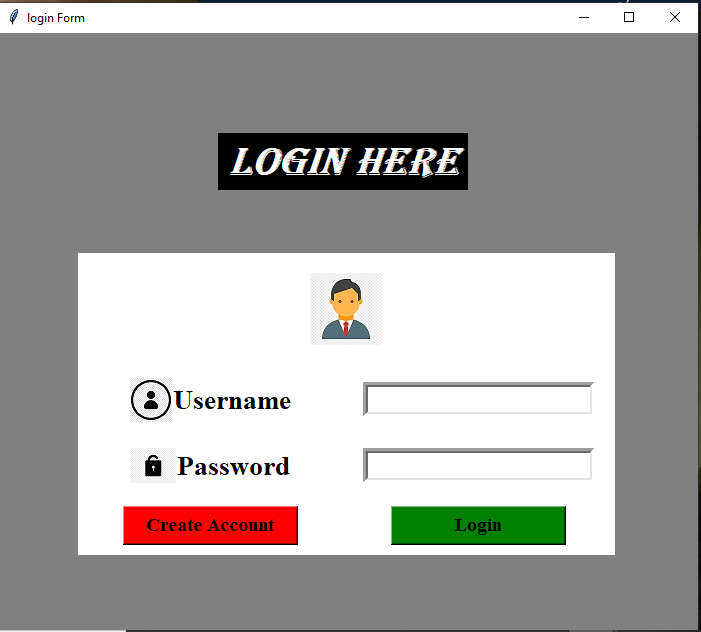 login Form
LOGIN HERE
Username
Password
Create Account
Login